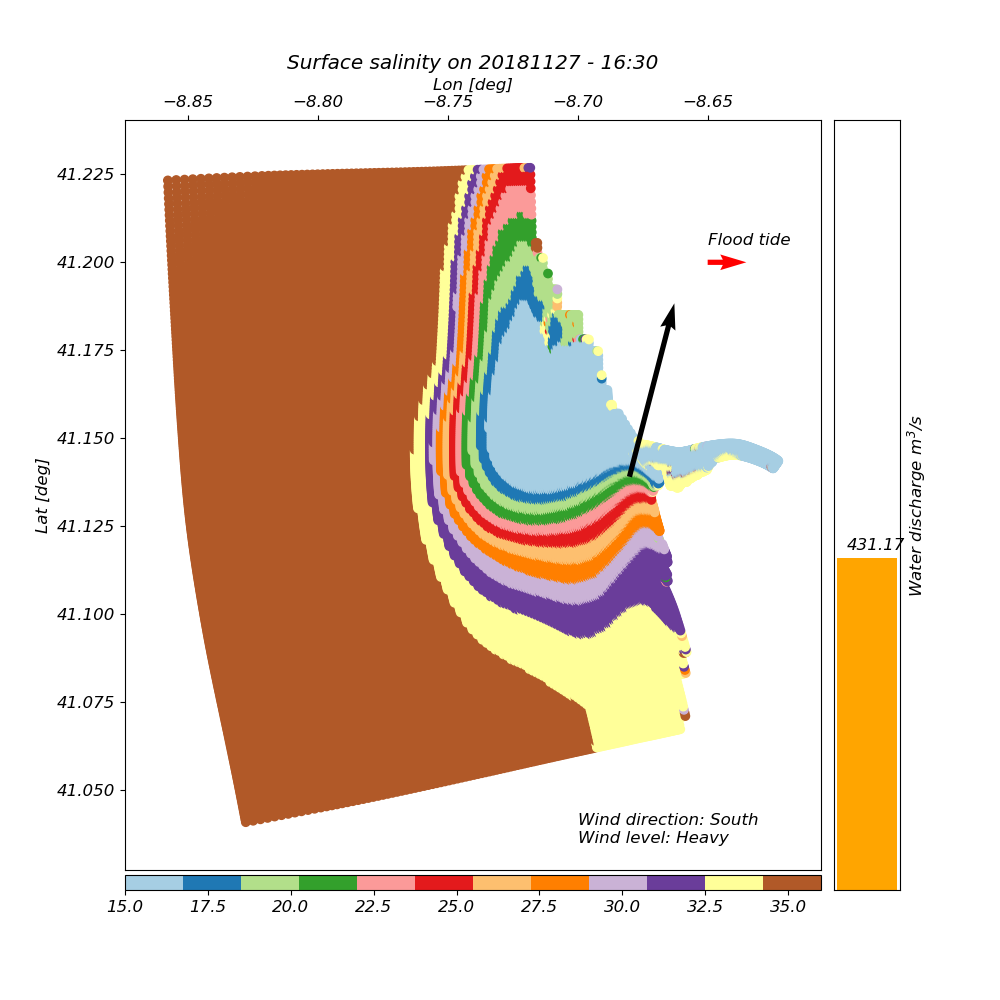 Surface salinity on 20181127 - 16:30
Lon [deg]
−8.85 −8.80 −8.75 −8.70 −8.65
41.225
41.200
41.175
41.150
41.125
41.100
41.075
41.050
Lat [deg]
Flood tide
Wind direction: South
Wind level: Heavy
431.17
Water discharge m³/s
15.0 17.5 20.0 22.5 25.0 27.5 30.0 32.5 35.0